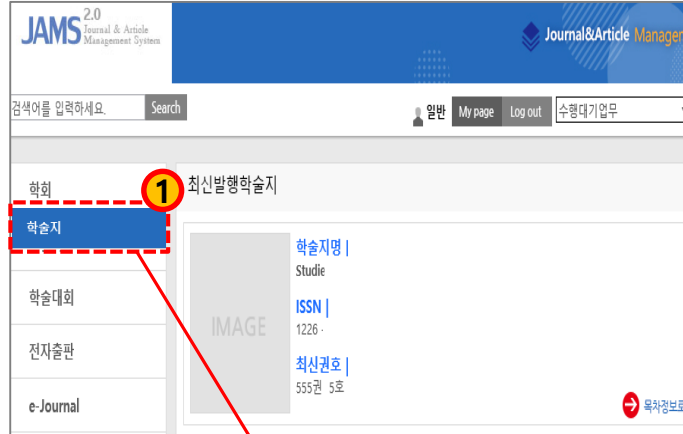 JAMS 2.0
Journal & Article
Management System
Journal&Article Manager
검색어를 입력하세요. Search
일반 My page Log out 수행대기업무
학회
1
최신발행학술지
학술지
학술지명 |
Studie
ISSN |
1226 -
IMAGE
최신권호 |
555권 5호
학술대회
전자출판
e-Journal
목차정보로